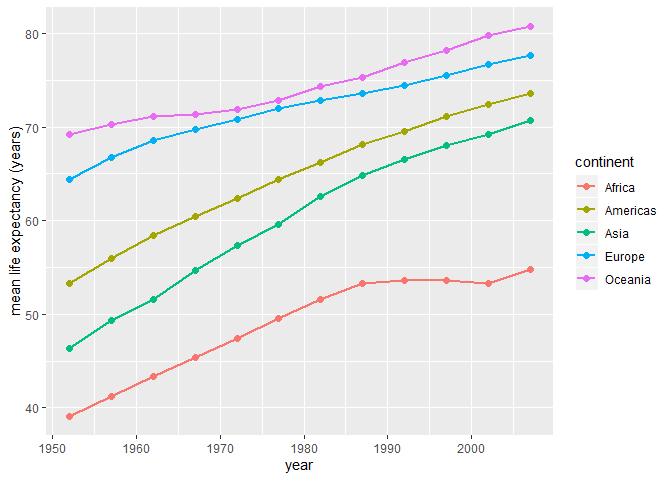 80
70
60
50
40
mean life expectancy (years)
1950 1960 1970 1980 1990 2000
year
continent
Africa
Americas
Asia
Europe
Oceania